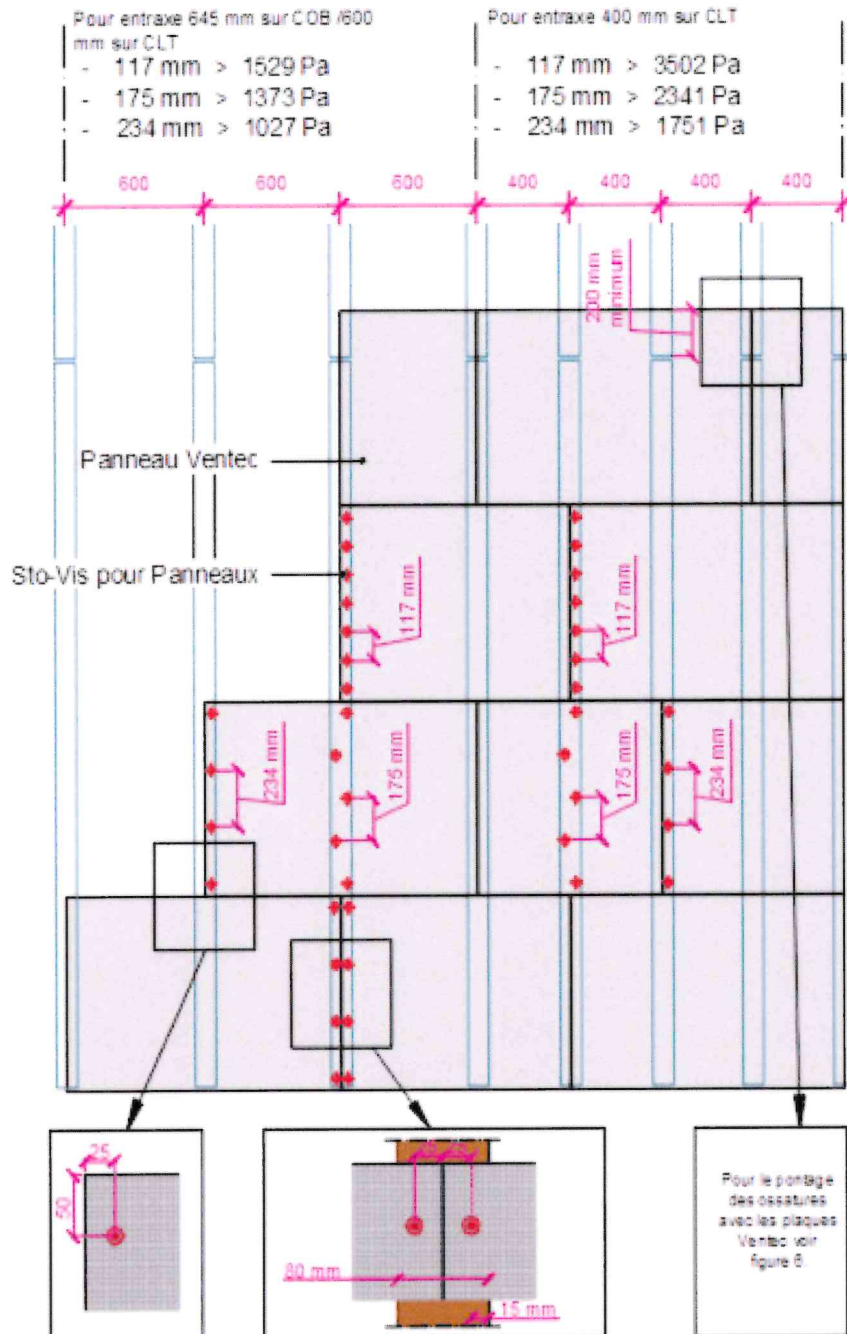 Pour entraxe 645 mm sur COB /600
mm sur CLT
- 117 mm > 1529 Pa
- 175 mm > 1373 Pa
- 234 mm > 1027 Pa
Pour entraxe 400 mm sur CLT
- 117 mm > 3502 Pa
- 175 mm > 2341 Pa
- 234 mm > 1751 Pa
600
600
600
400
400
400
400
200 mm
minimum
Panneau Ventec
Sto-Vis pour Panneaux
117 mm
117 mm
234 mm
175 mm
175 mm
234 mm
25
50
80 mm
15 mm
Pour le pontage
des ossatures
avec les plaques
Ventec voir
figure 6.